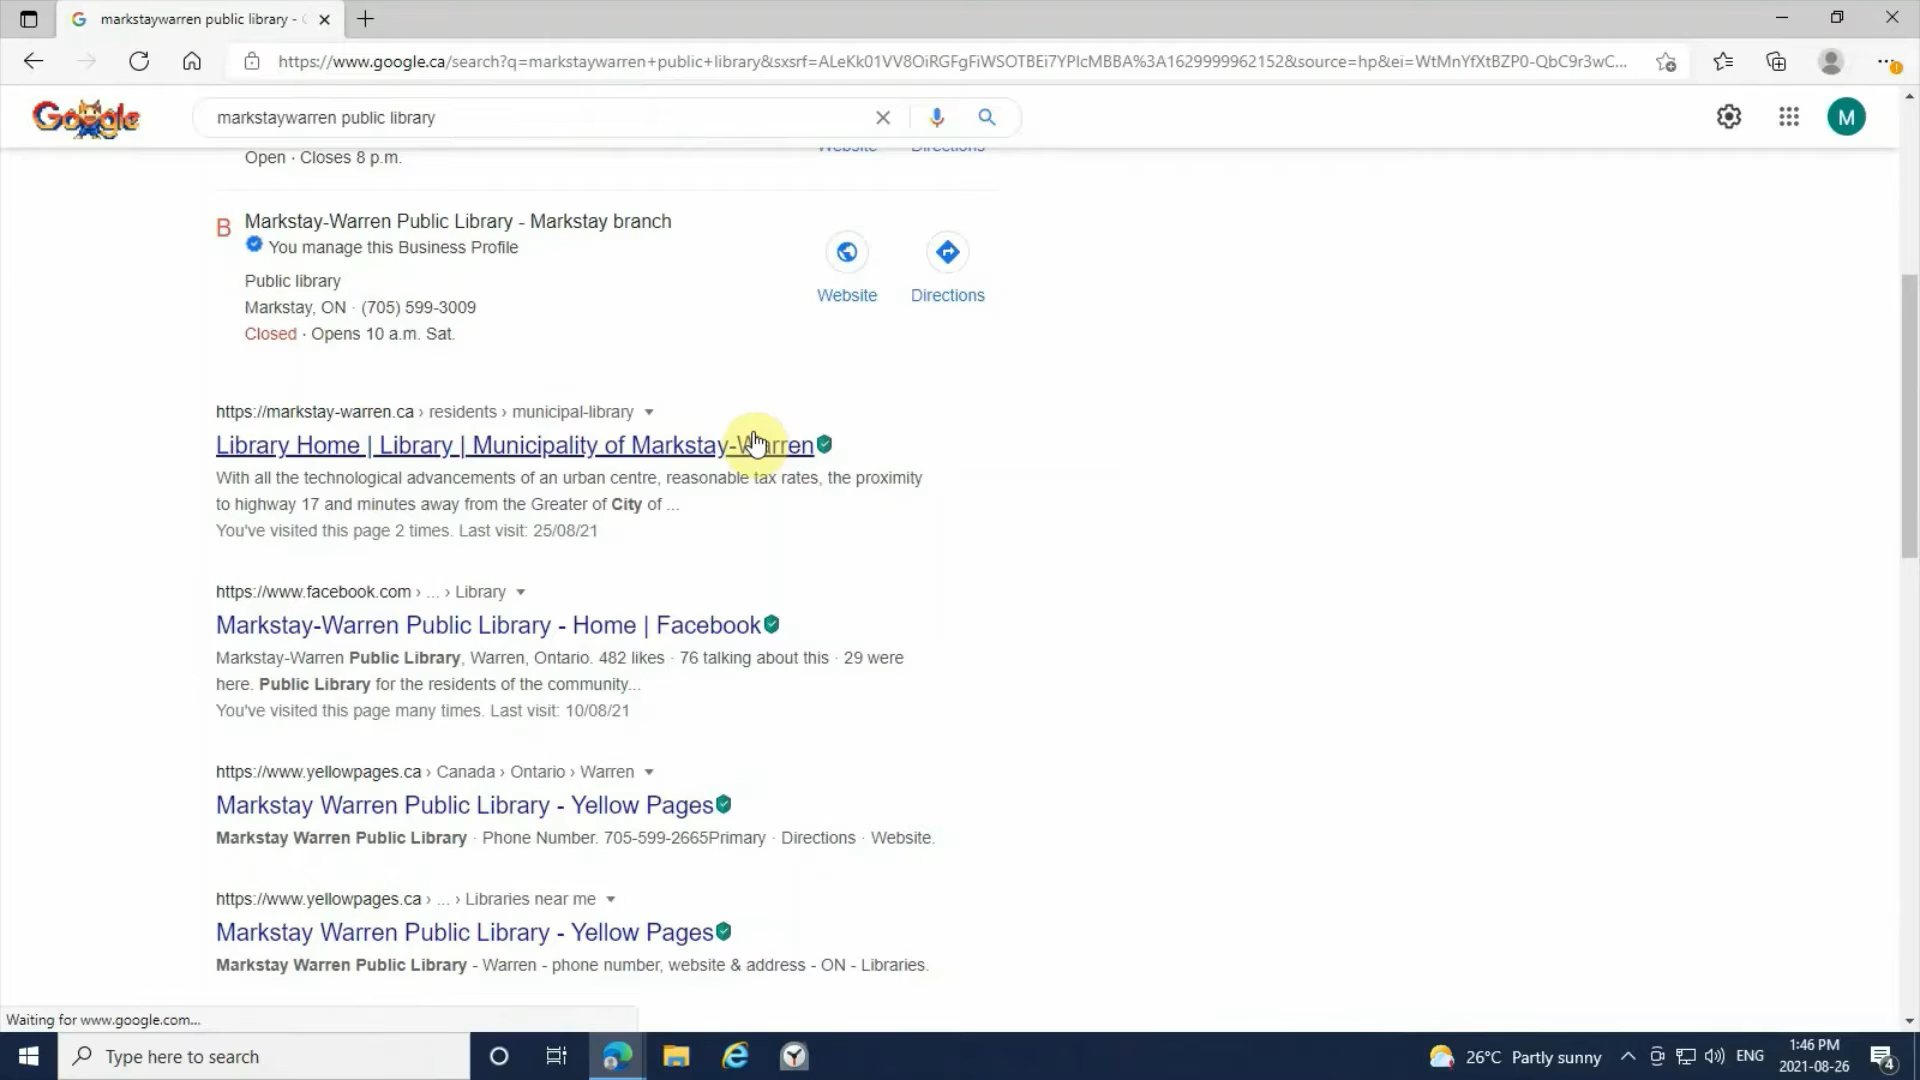 markstaywarren public library -
https://www.google.ca/search?q=markstaywarren+public+library&sxsrf=ALeKk01VV8OiRGFgFiWSOTBEi7YPlcMBBA%3A1629999962152&source=hp&ei=WtMnYfXtBZP0-QbC9r3wC...
Google
markstaywarren public library
M
Website Directions
Open · Closes 8 p.m.
B Markstay-Warren Public Library - Markstay branch
You manage this Business Profile
Public library
Markstay, ON · (705) 599-3009
Closed · Opens 10 a.m. Sat.
Website Directions
https://markstay-warren.ca › residents › municipal-library
Library Home | Library | Municipality of Markstay-Warren
With all the technological advancements of an urban centre, reasonable tax rates, the proximity
to highway 17 and minutes away from the Greater of City of ...
You've visited this page 2 times. Last visit: 25/08/21
https://www.facebook.com › ... › Library
Markstay-Warren Public Library - Home | Facebook
Markstay-Warren Public Library, Warren, Ontario. 482 likes · 76 talking about this · 29 were
here. Public Library for the residents of the community...
You've visited this page many times. Last visit: 10/08/21
https://www.yellowpages.ca › Canada › Ontario › Warren
Markstay Warren Public Library - Yellow Pages
Markstay Warren Public Library · Phone Number. 705-599-2665Primary · Directions · Website.
https://www.yellowpages.ca › ... › Libraries near me
Markstay Warren Public Library - Yellow Pages
Markstay Warren Public Library - Warren - phone number, website & address - ON - Libraries.
Waiting for www.google.com...
Type here to search
26°C Partly sunny
ENG
1:46 PM
2021-08-26
4